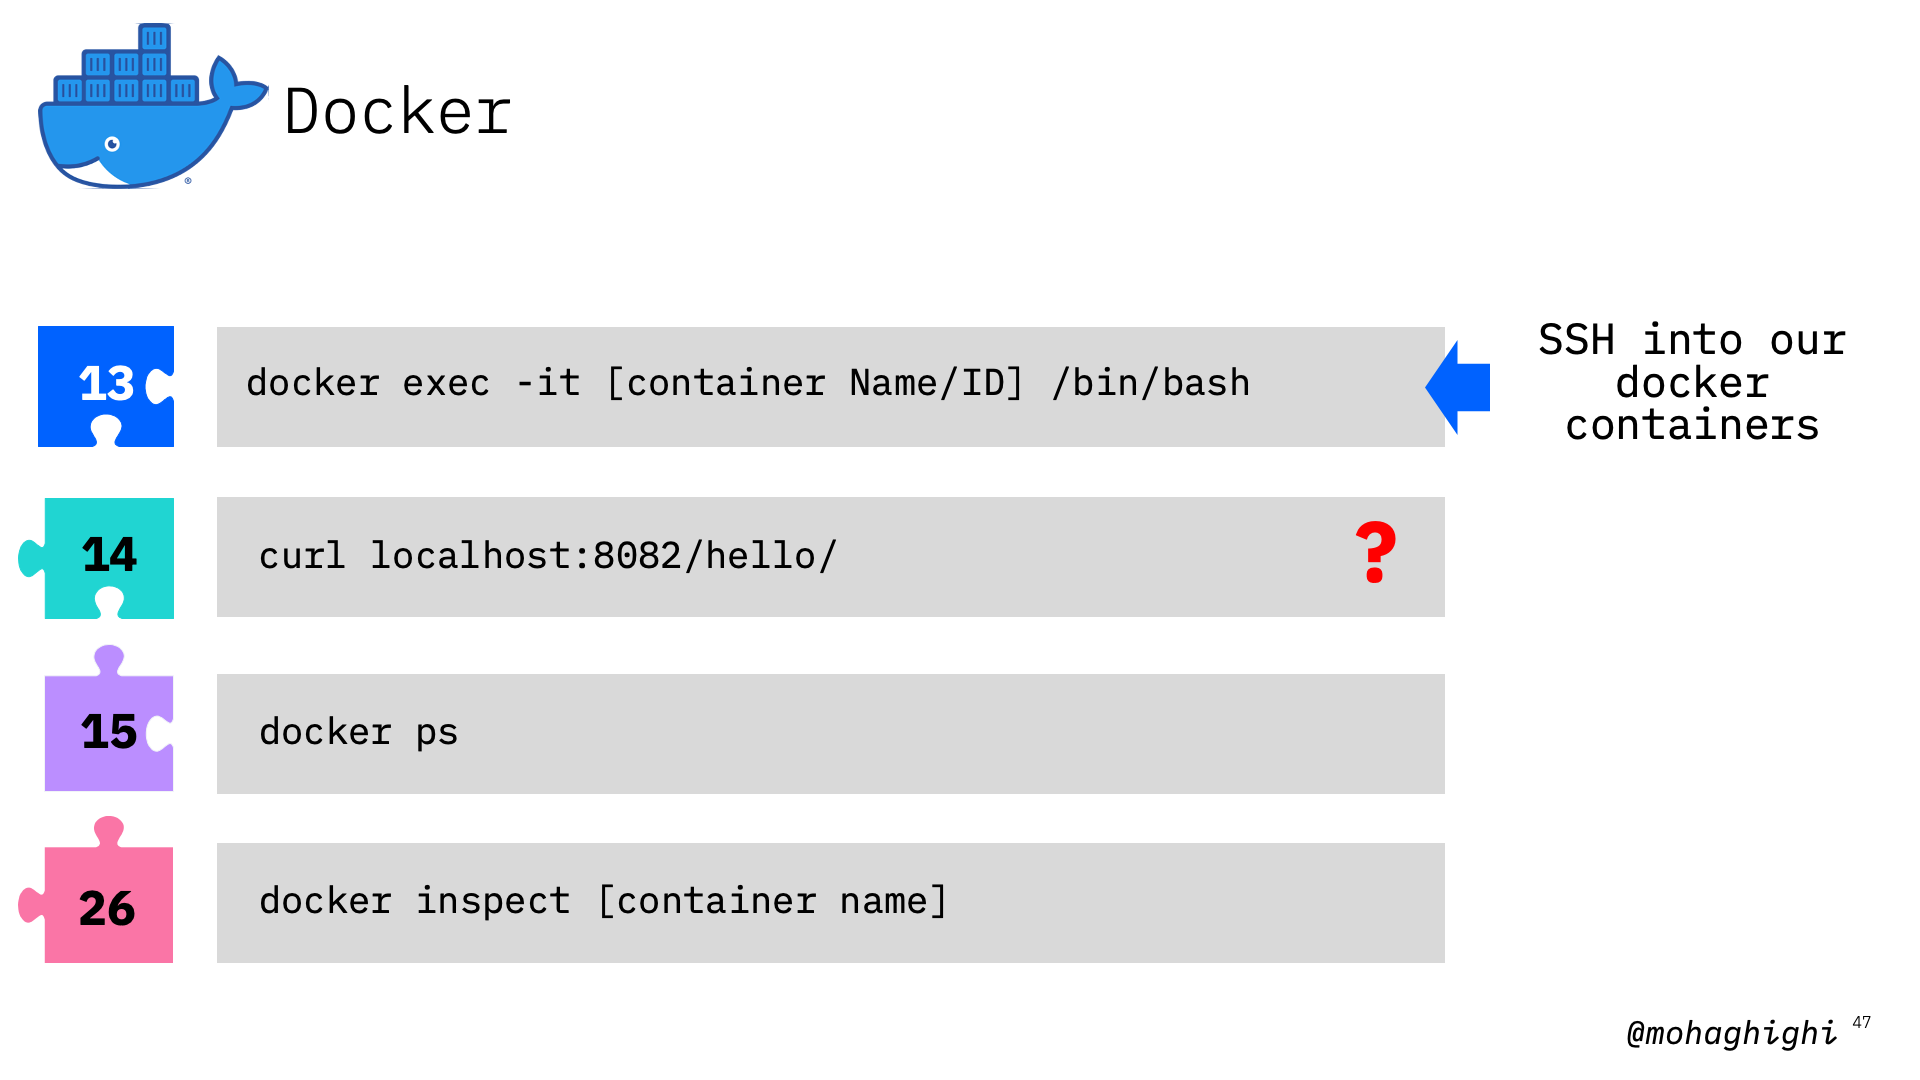 Docker
13
docker exec -it [container Name/ID] /bin/bash
SSH into our
docker
containers
14
curl localhost:8082/hello/
?
15
docker ps
26
docker inspect [container name]
@mohaghighi
47